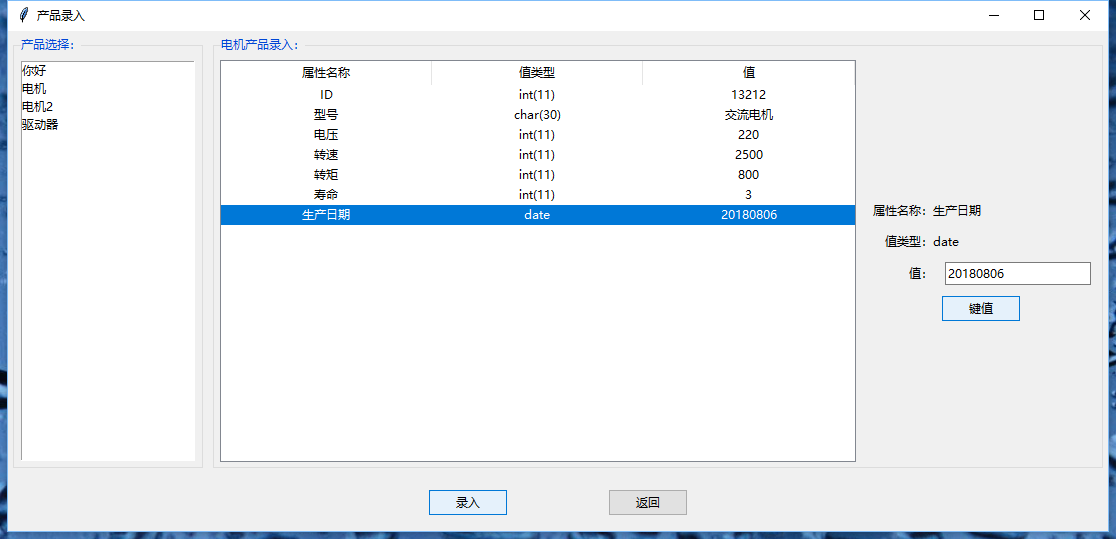 产品录入
产品选择：
你好
电机
电机2
驱动器
电机产品录入：
属性名称 值类型 值
ID int(11) 13212
型号 char(30) 交流电机
电压 int(11) 220
转速 int(11) 2500
转矩 int(11) 800
寿命 int(11) 3
生产日期 date 20180806
属性名称：生产日期
值类型：date
值：20180806
键值
录入 返回